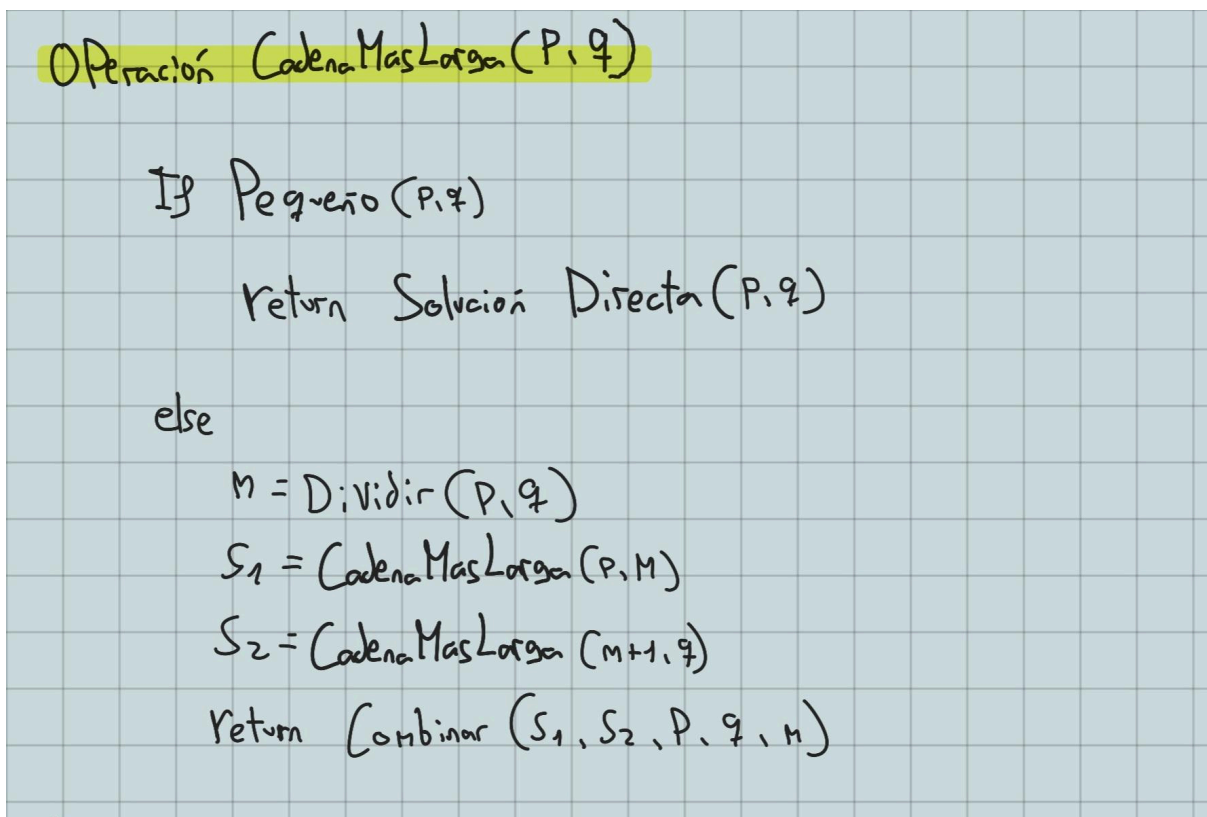 Operación CadenaMasLarga (P, q)
If Pequeño (P, q)
return Solución Directa (P, q)
else
m = Dividir (P, q)
S1 = CadenaMasLarga (P, M)
S2 = CadenaMasLarga (m+1, q)
return Combinar (S1, S2, P, q, M)